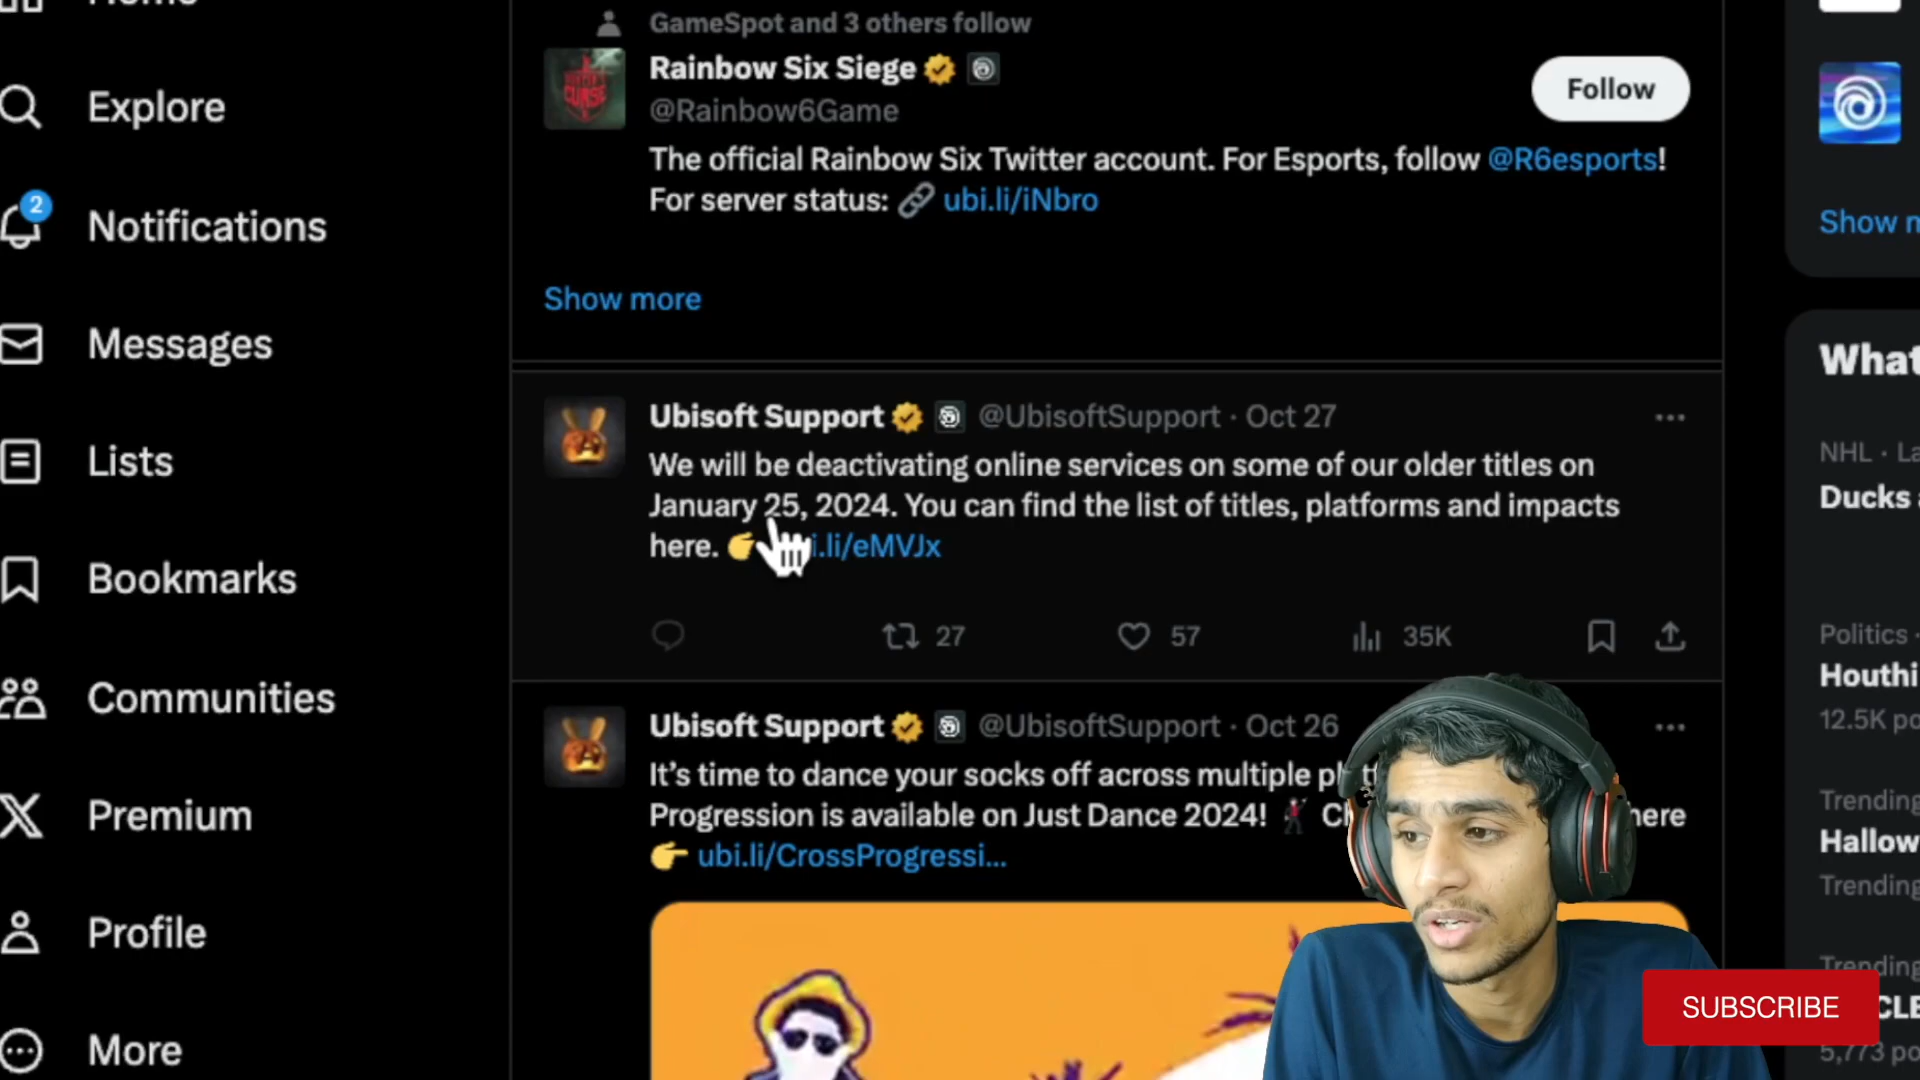 Home
Explore
2
Notifications
Messages
Lists
Bookmarks
Communities
Premium
Profile
More
GameSpot and 3 others follow
Rainbow Six Siege
@Rainbow6Game
Follow
The official Rainbow Six Twitter account. For Esports, follow @R6esports!
For server status: ubi.li/iNbro
Show more
Ubisoft Support @UbisoftSupport · Oct 27
We will be deactivating online services on some of our older titles on
January 25, 2024. You can find the list of titles, platforms and impacts
here. i.li/eMVJx
27 57 35K
Ubisoft Support @UbisoftSupport · Oct 26
It's time to dance your socks off across multiple
Progression is available on Just Dance 2024! here
ubi.li/CrossProgressi...
Show
What
NHL ·
Ducks
Politics ·
Houthi
12.5K
Trending
Hallow
Trending
Trending
5,773
SUBSCRIBE